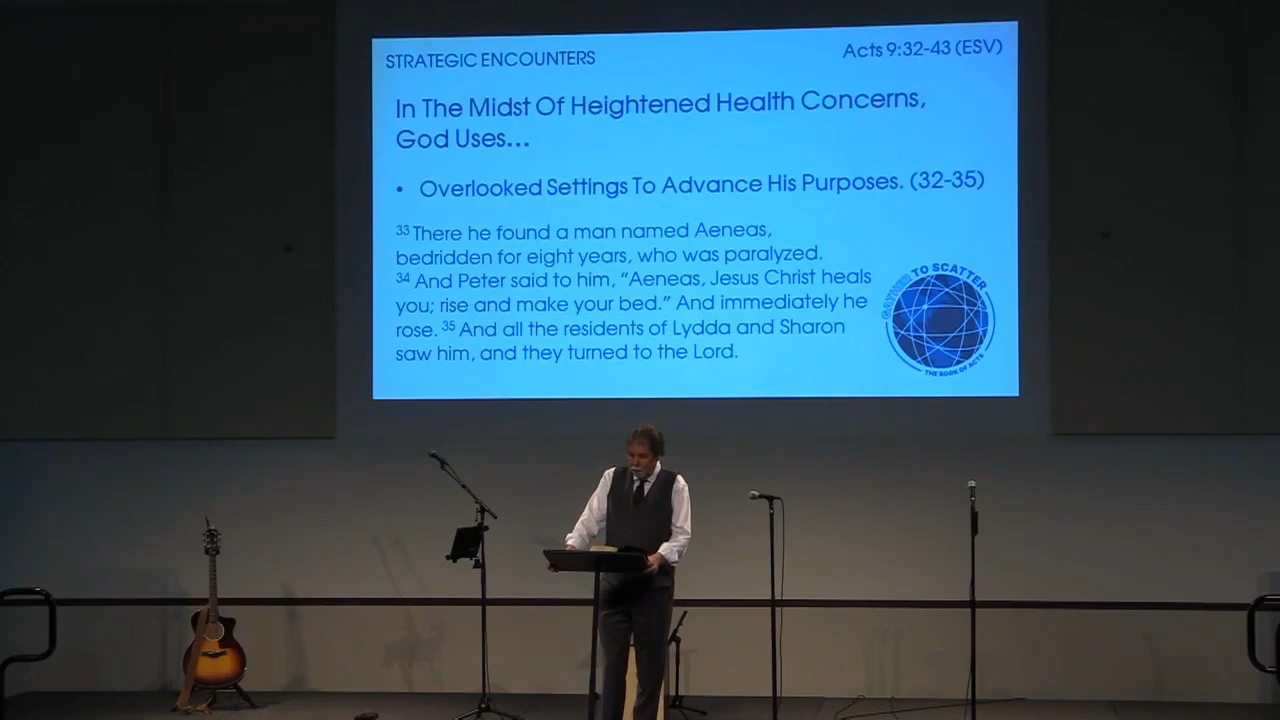 STRATEGIC ENCOUNTERS
Acts 9:32-43 (ESV)
In The Midst Of Heightened Health Concerns,
God Uses...
• Overlooked Settings To Advance His Purposes. (32-35)
33 There he found a man named Aeneas,
bedridden for eight years, who was paralyzed.
34 And Peter said to him, “Aeneas, Jesus Christ heals
you; rise and make your bed.” And immediately he
rose. 35 And all the residents of Lydda and Sharon
saw him, and they turned to the Lord.
GATHER TO SCATTER
THE BOOK OF ACTS